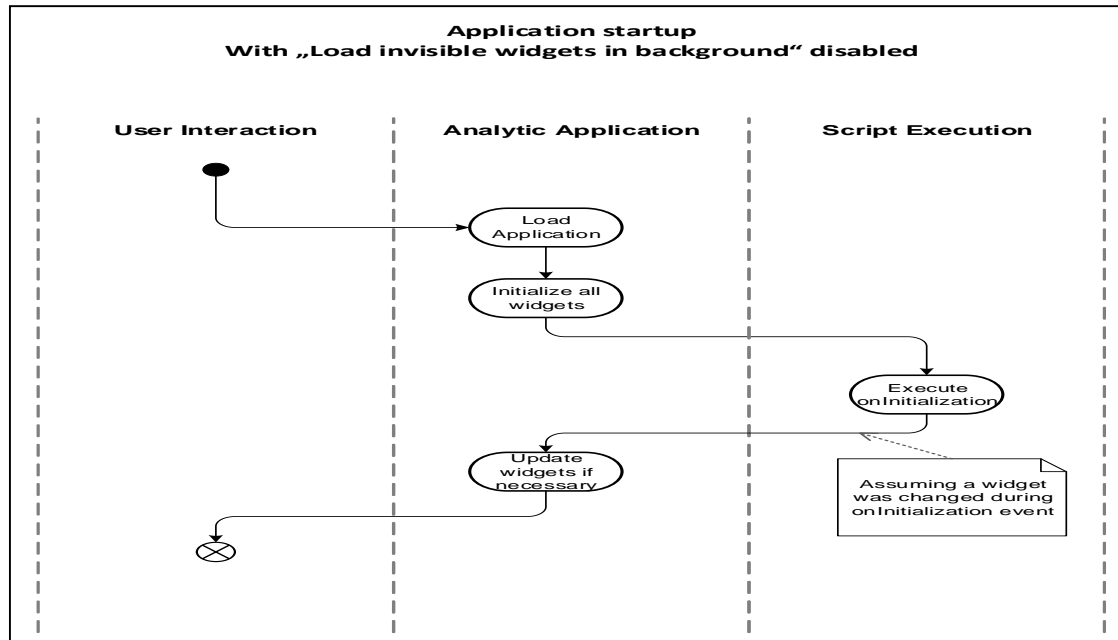 Application startup
With „Load invisible widgets in background“ disabled
User Interaction
Analytic Application
Script Execution
Load
Application
Initialize all
widgets
Execute
onInitialization
Update
widgets if
necessary
Assuming a widget
was changed during
onInitialization event